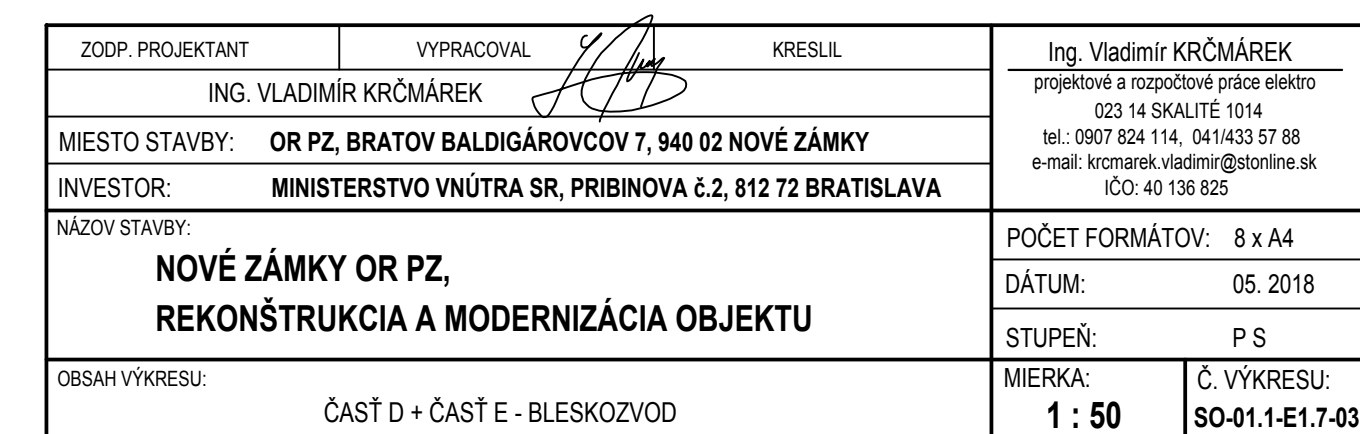 ZODP. PROJEKTANT VYPRACOVAL KRESLIL
ING. VLADIMÍR KRČMÁREK
MIESTO STAVBY: OR PZ, BRATOV BALDIGÁROVCOV 7, 940 02 NOVÉ ZÁMKY
INVESTOR: MINISTERSTVO VNÚTRA SR, PRIBINOVA č.2, 812 72 BRATISLAVA
NÁZOV STAVBY:
NOVÉ ZÁMKY OR PZ,
REKONŠTRUKCIA A MODERNIZÁCIA OBJEKTU
OBSAH VÝKRESU:
ČASŤ D + ČASŤ E - BLESKOZVOD
Ing. Vladimír KRČMÁREK
projektové a rozpočtové práce elektro
023 14 SKALITÉ 1014
tel.: 0907 824 114, 041/433 57 88
e-mail: krcmarek.vladimir@stonline.sk
IČO: 40 136 825
POČET FORMÁTOV: 8 x A4
DÁTUM: 05. 2018
STUPEŇ: P S
MIERKA: Č. VÝKRESU:
1 : 50 SO-01.1-E1.7-03